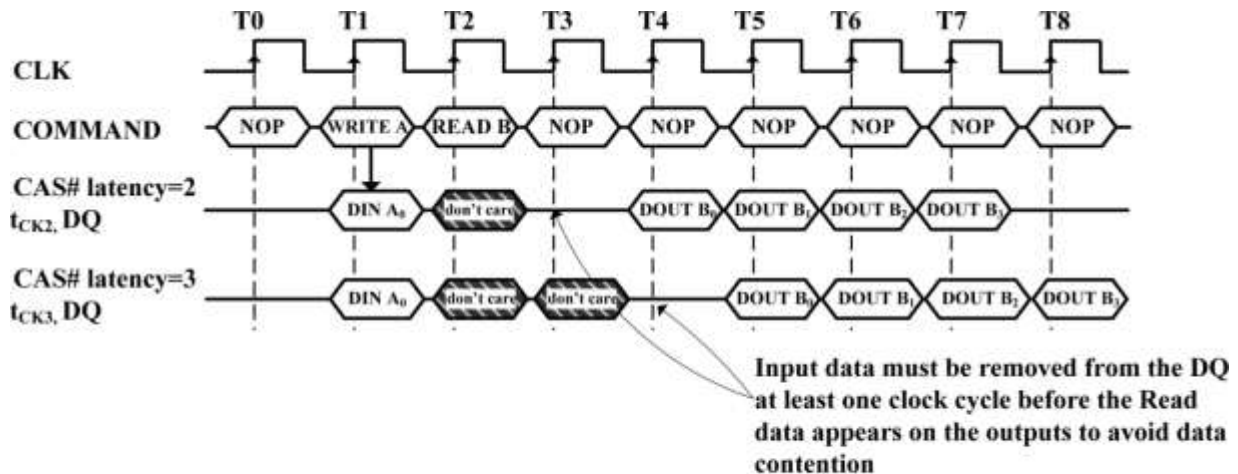 T0 T1 T2 T3 T4 T5 T6 T7 T8
CLK
COMMAND NOP WRITE A READ B NOP NOP NOP NOP NOP NOP
CAS# latency=2
t_CK2, DQ DIN A₀ don't care DOUT B₀ DOUT B₁ DOUT B₂ DOUT B₃
CAS# latency=3
t_CK3, DQ DIN A₀ don't care don't care DOUT B₀ DOUT B₁ DOUT B₂ DOUT B₃
Input data must be removed from the DQ
at least one clock cycle before the Read
data appears on the outputs to avoid data
contention